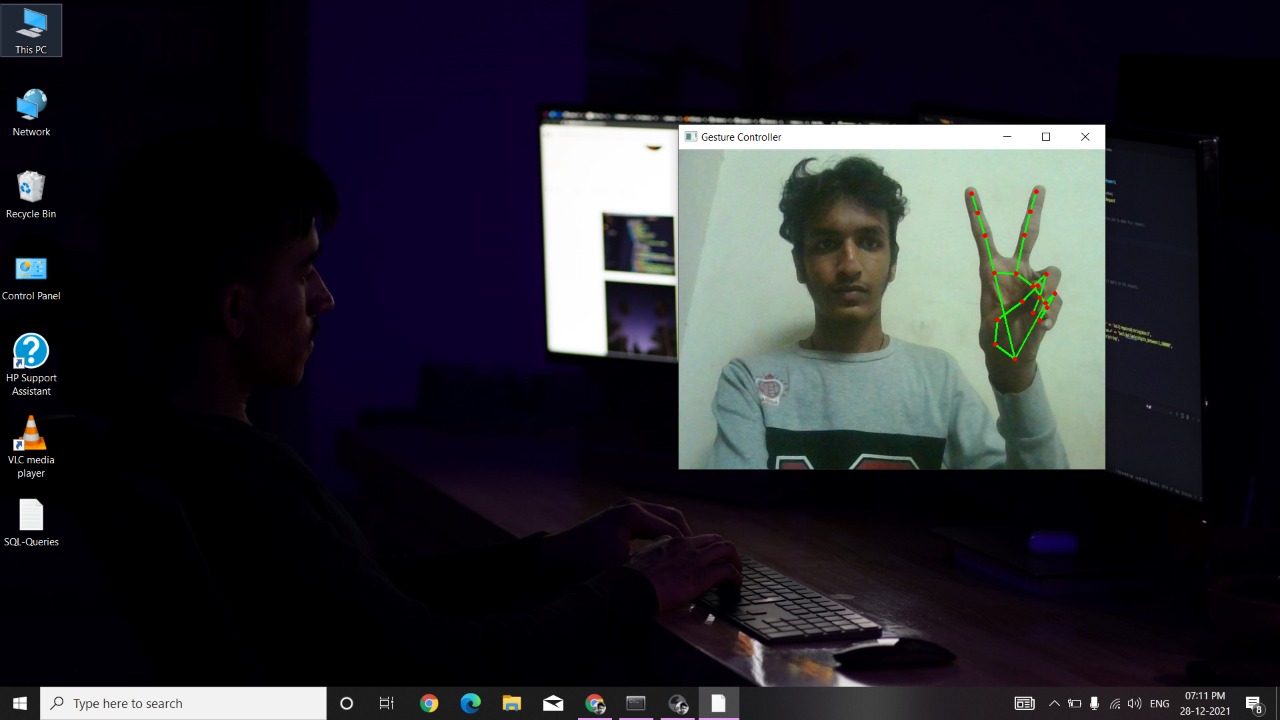 This PC
Network
Recycle Bin
Control Panel
HP Support
Assistant
VLC media
player
SQL-Queries
Gesture Controller
Type here to search
ENG
07:11 PM
28-12-2021
8